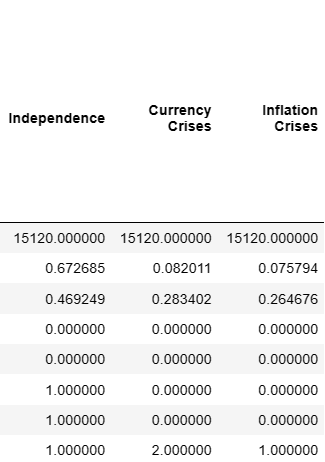 Independence Currency Crises Inflation Crises
15120.000000 15120.000000 15120.000000
0.672685 0.082011 0.075794
0.469249 0.283402 0.264676
0.000000 0.000000 0.000000
0.000000 0.000000 0.000000
1.000000 0.000000 0.000000
1.000000 0.000000 0.000000
1.000000 2.000000 1.000000